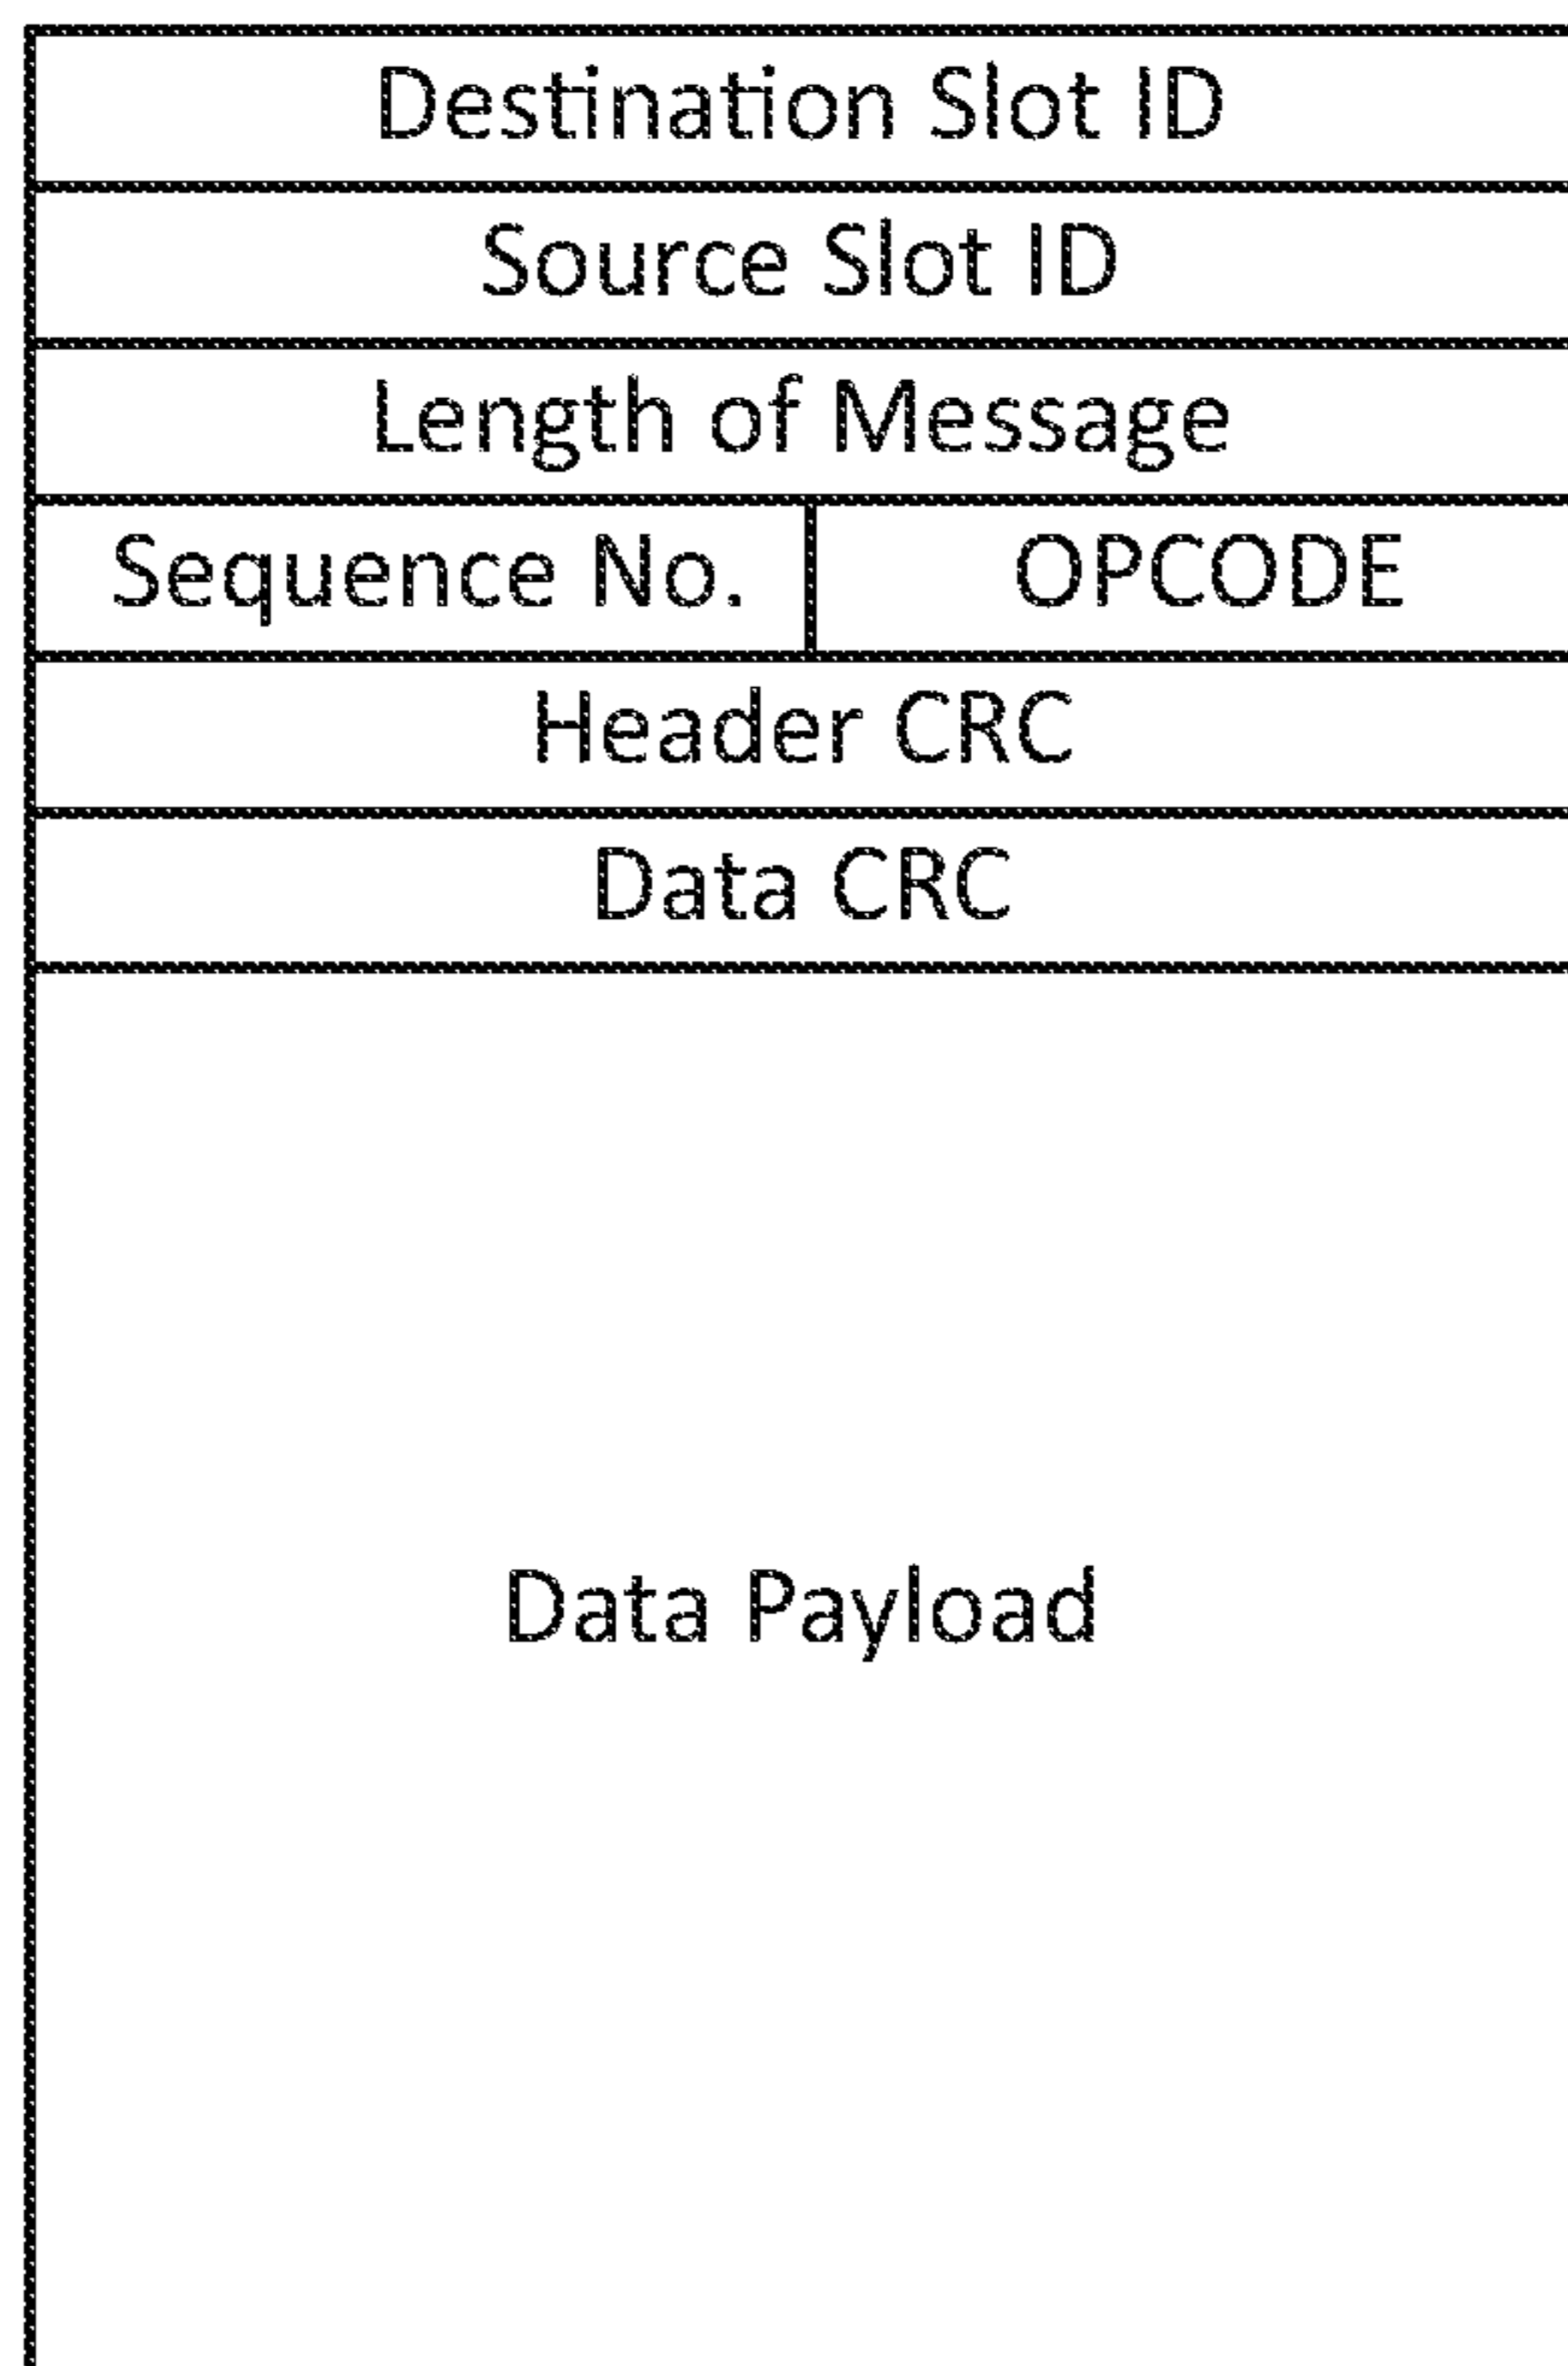 Destination Slot ID
Source Slot ID
Length of Message
Sequence No. OPCODE
Header CRC
Data CRC
Data Payload